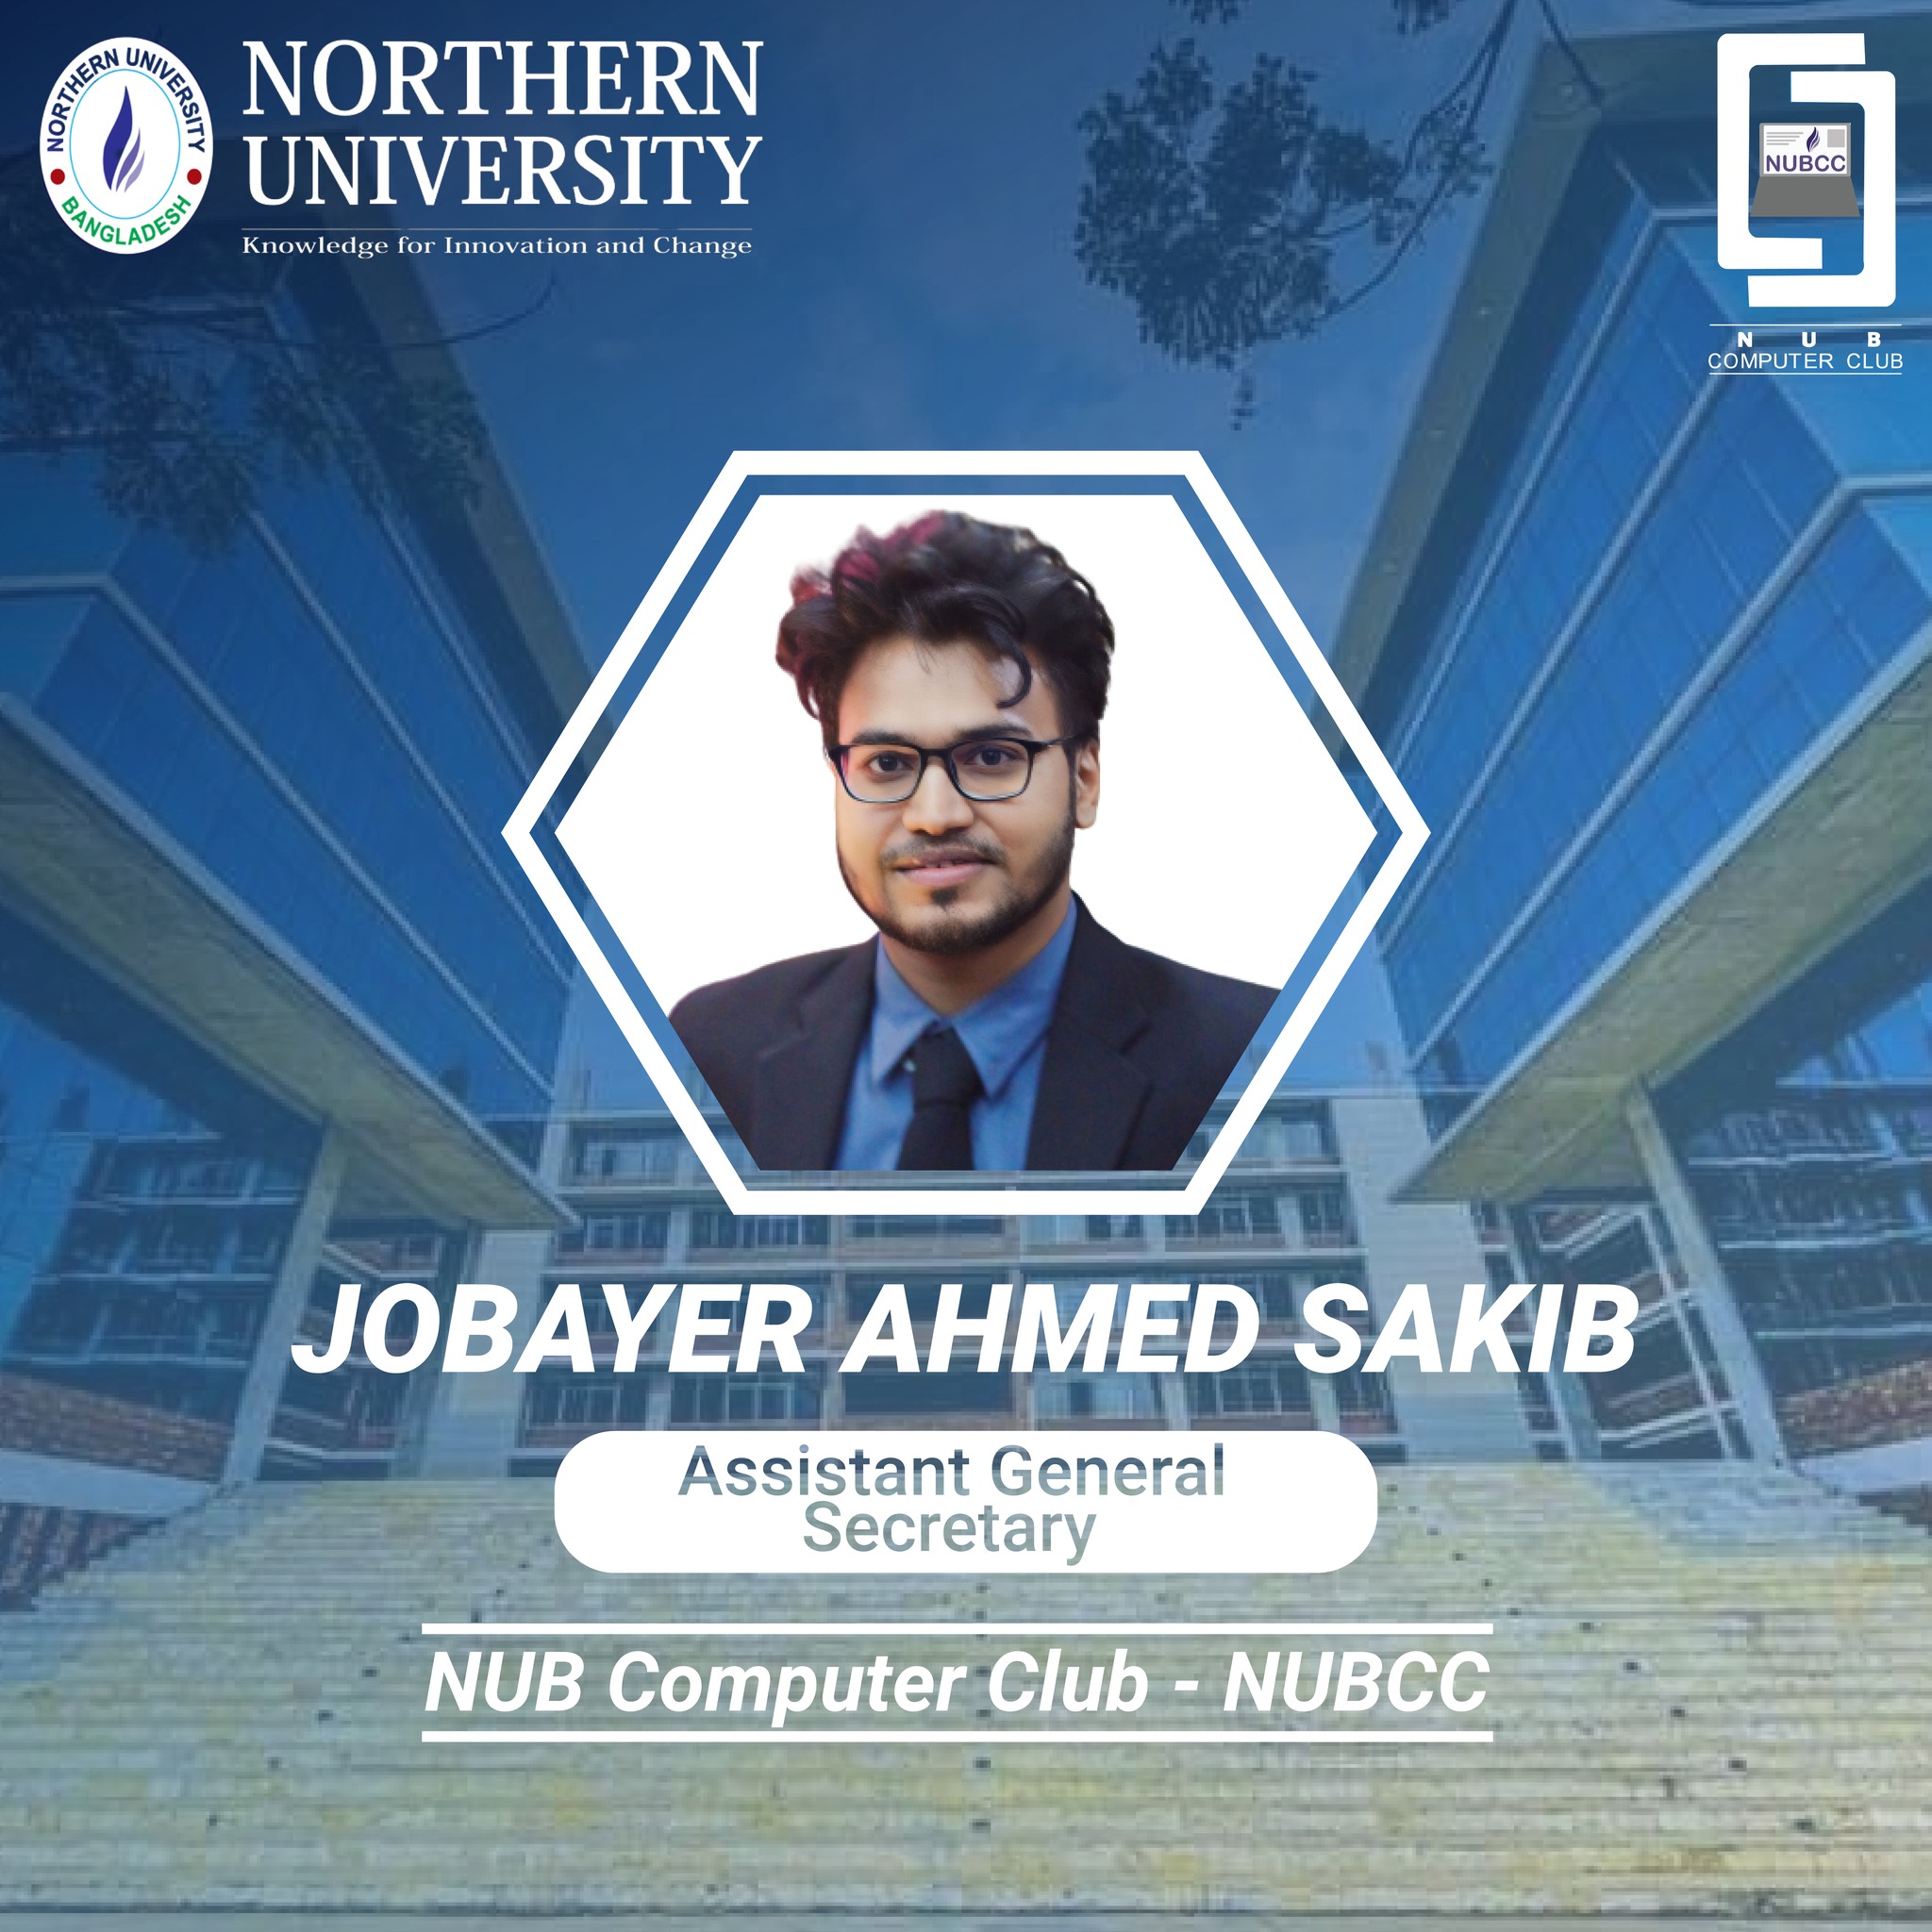 NORTHERN UNIVERSITY
BANGLADESH
NORTHERN
UNIVERSITY
Knowledge for Innovation and Change
NUBCC
N U B
COMPUTER CLUB
JOBAYER AHMED SAKIB
Assistant General
Secretary
NUB Computer Club - NUBCC